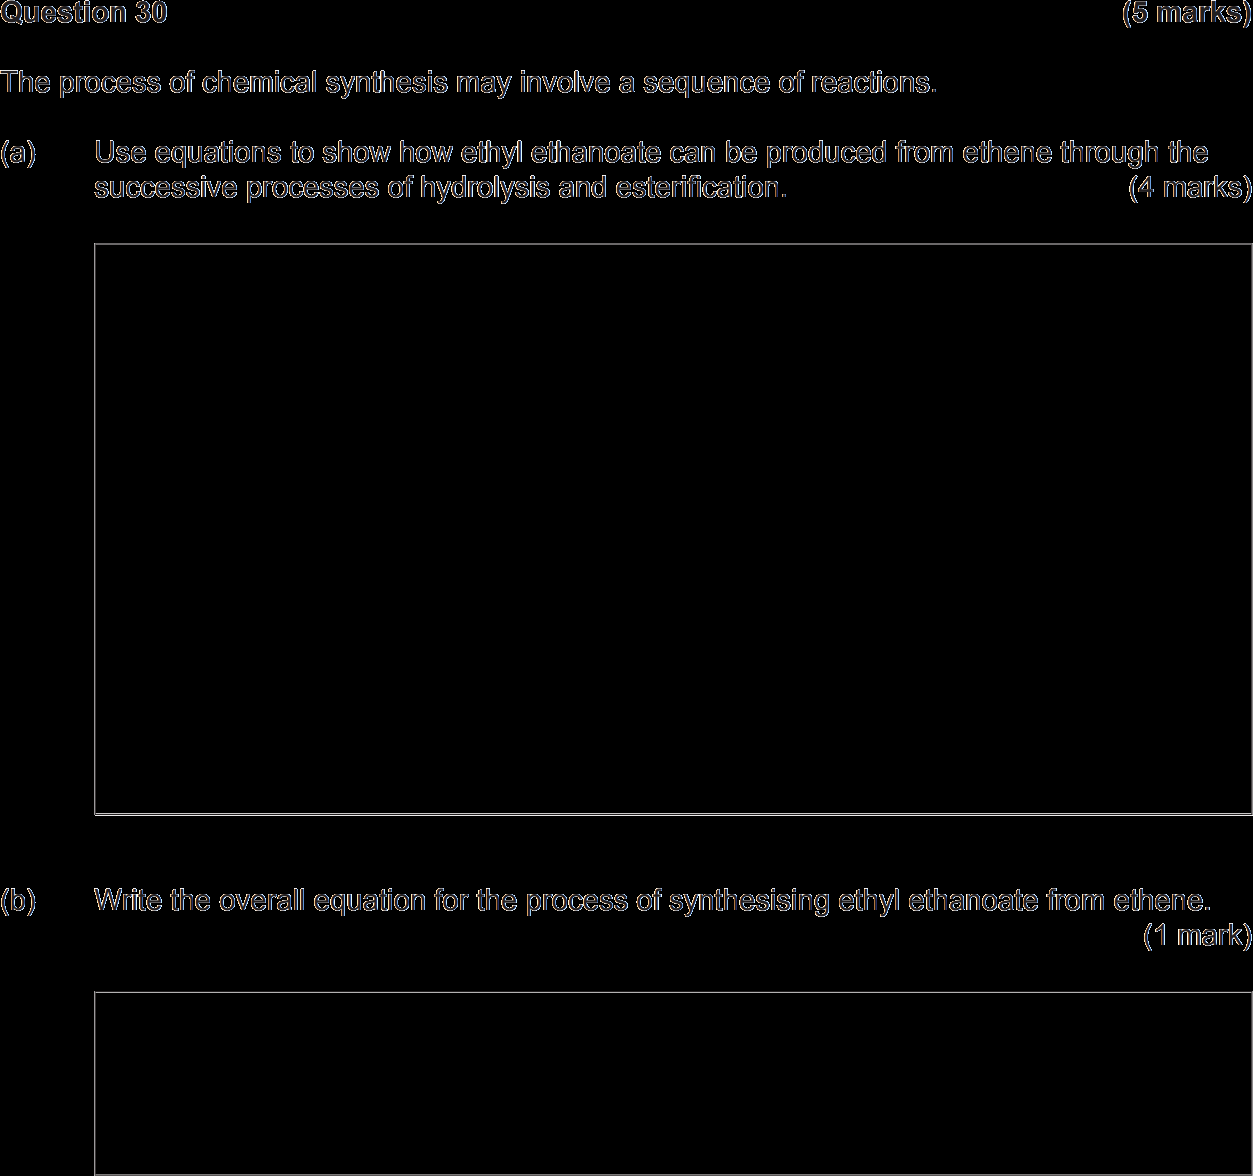 Question 30 (5 marks)
The process of chemical synthesis may involve a sequence of reactions.
(a) Use equations to show how ethyl ethanoate can be produced from ethene through the
successive processes of hydrolysis and esterification. (4 marks)
(b) Write the overall equation for the process of synthesising ethyl ethanoate from ethene.
(1 mark)